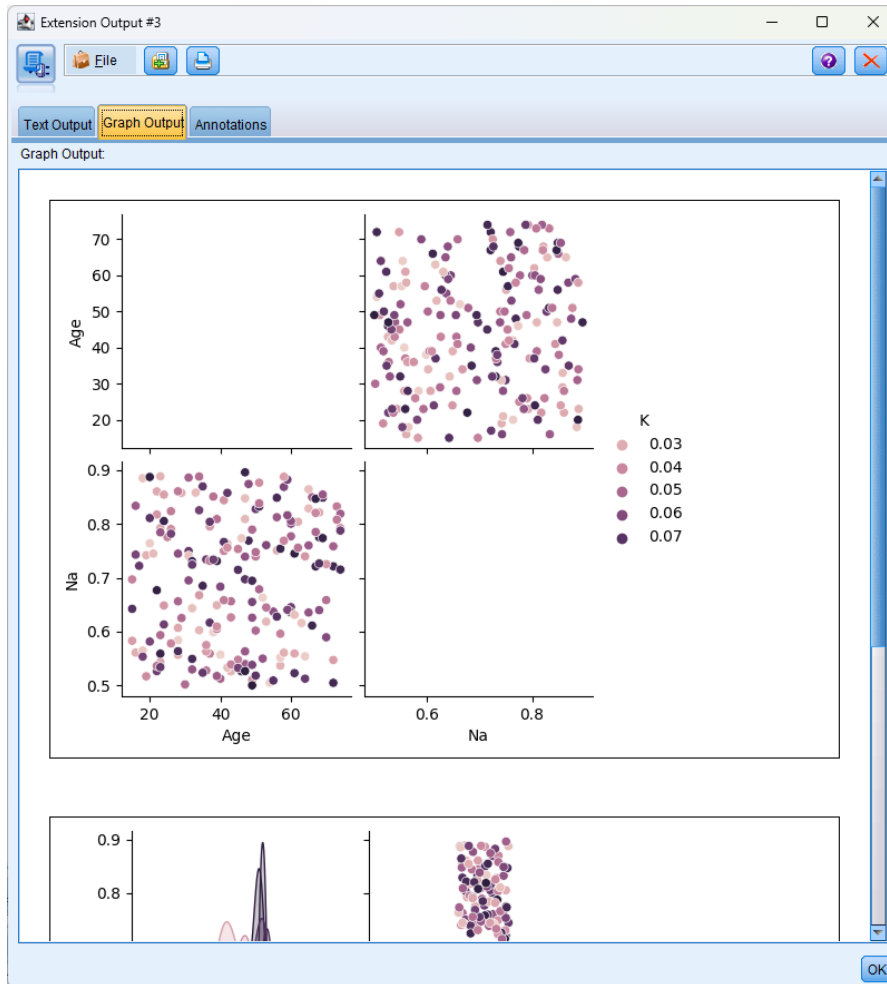 Extension Output #3
File
Text Output Graph Output Annotations
Graph Output:
70
60
50
40
30
20
Age
K
0.03
0.04
0.05
0.06
0.07
0.9
0.8
0.7
0.6
0.5
Na
20 40 60 0.6 0.8
Age Na
0.9
0.8
OK